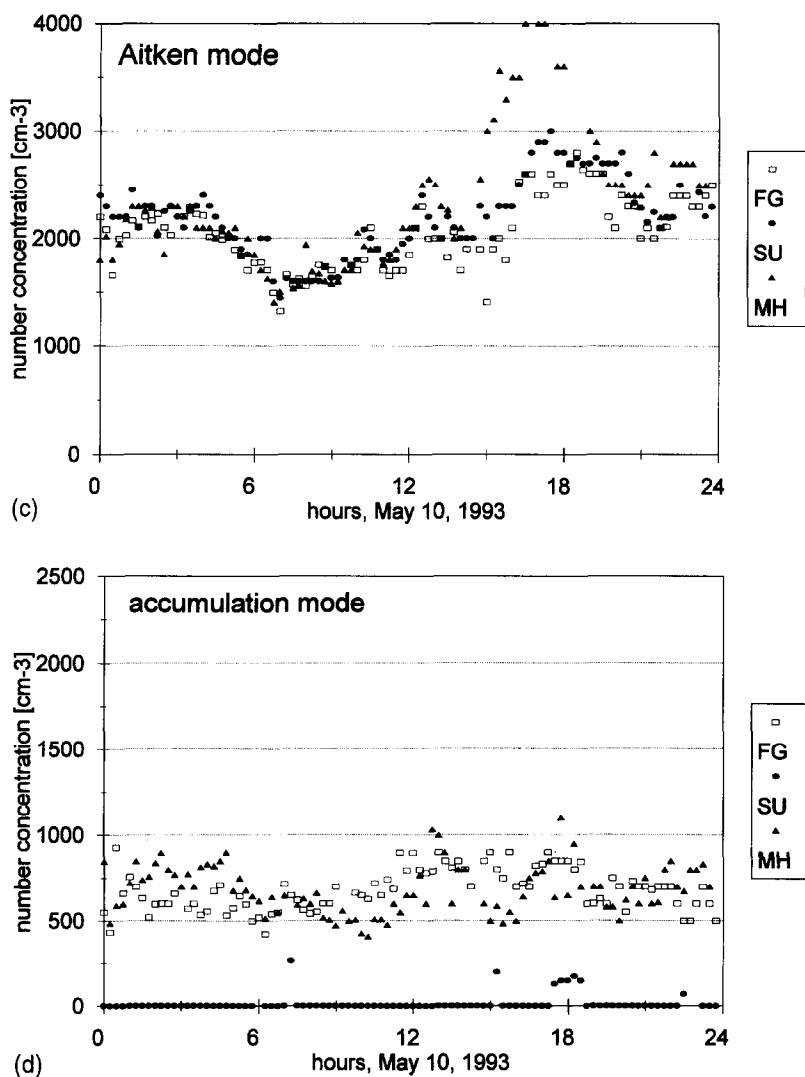 4000
3000
2000
1000
0
number concentration [cm-3]
Aitken mode
0
6
12
18
24
hours, May 10, 1993
(c)
FG
SU
MH
2500
2000
1500
1000
500
0
number concentration [cm-3]
accumulation mode
0
6
12
18
24
hours, May 10, 1993
(d)
FG
SU
MH